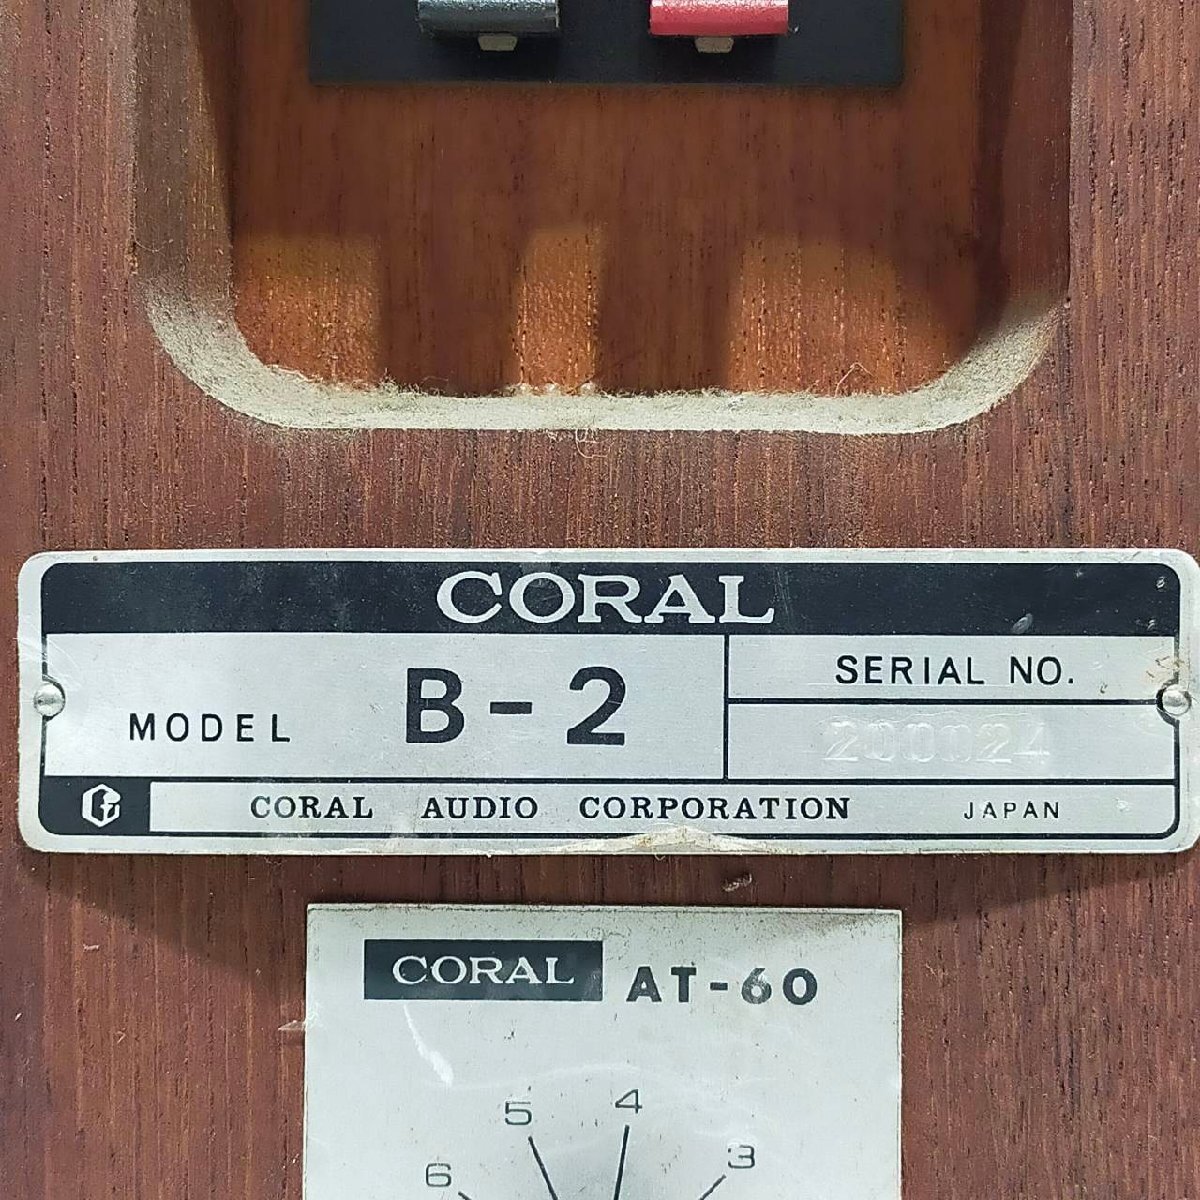 CORAL
MODEL B-2
SERIAL NO.
200024
CORAL AUDIO CORPORATION JAPAN
CORAL AT-60
5 4
6 3